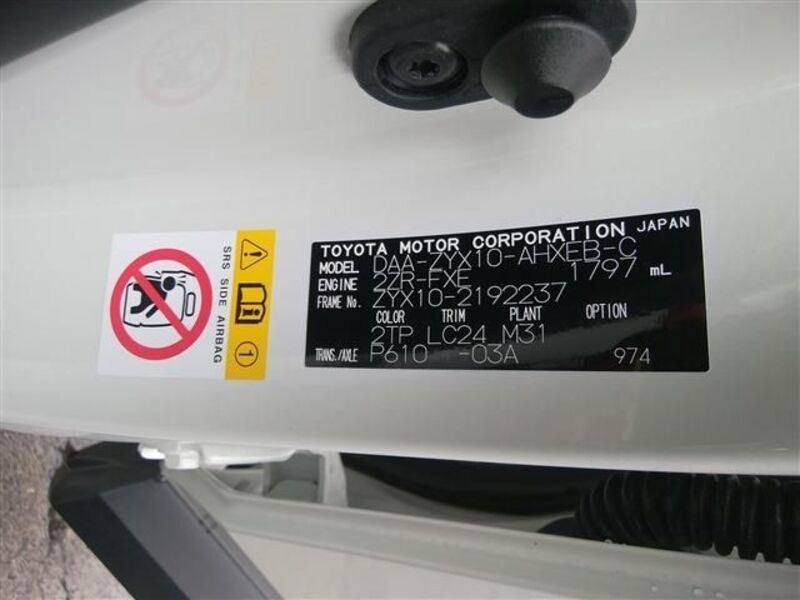 TOYOTA MOTOR CORPORATION JAPAN
MODEL DAA-ZYX10-AHXEB-C
ENGINE 2ZR-FXE 1797 mL
FRAME No. ZYX10-2192237
COLOR TRIM PLANT OPTION
2TP LC24 M31
TRANS./AXLE P610 -03A 974
SRS SIDE AIRBAG
1